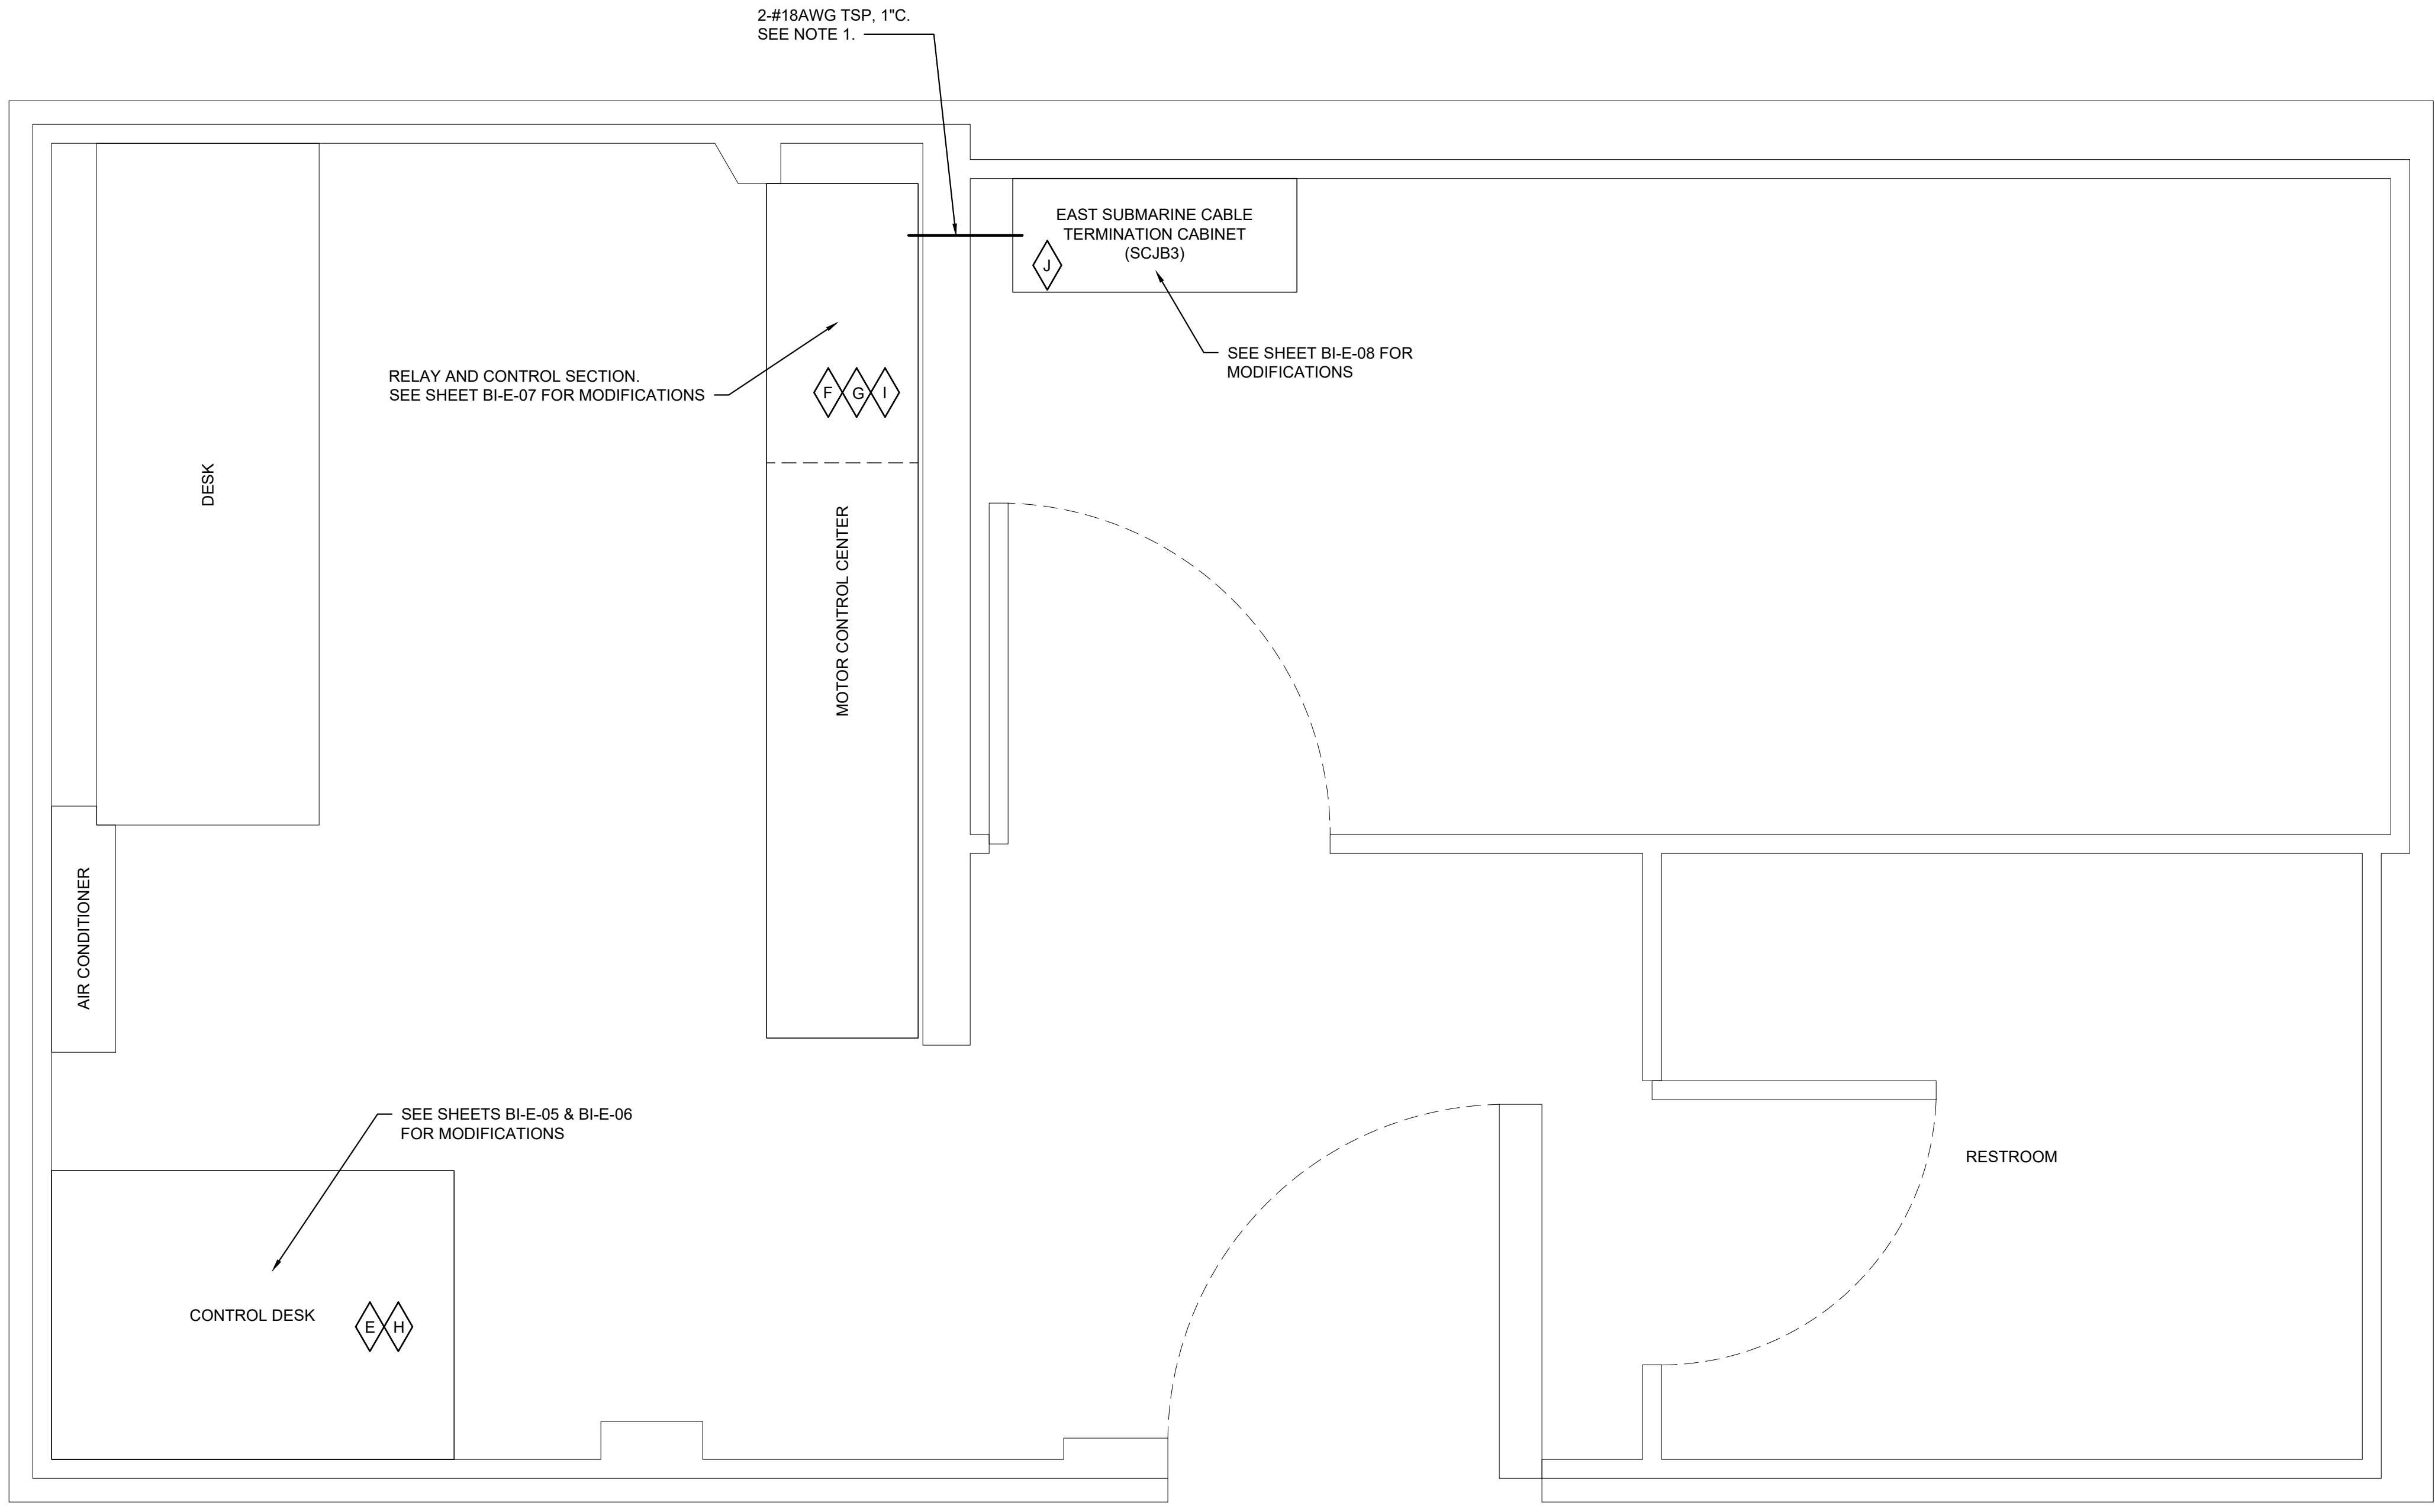 2-#18AWG TSP, 1"C.
SEE NOTE 1.
EAST SUBMARINE CABLE
TERMINATION CABINET
(SCJB3)
J
SEE SHEET BI-E-08 FOR
MODIFICATIONS
RELAY AND CONTROL SECTION.
SEE SHEET BI-E-07 FOR MODIFICATIONS
F G I
DESK
MOTOR CONTROL CENTER
AIR CONDITIONER
SEE SHEETS BI-E-05 & BI-E-06
FOR MODIFICATIONS
RESTROOM
CONTROL DESK
E H